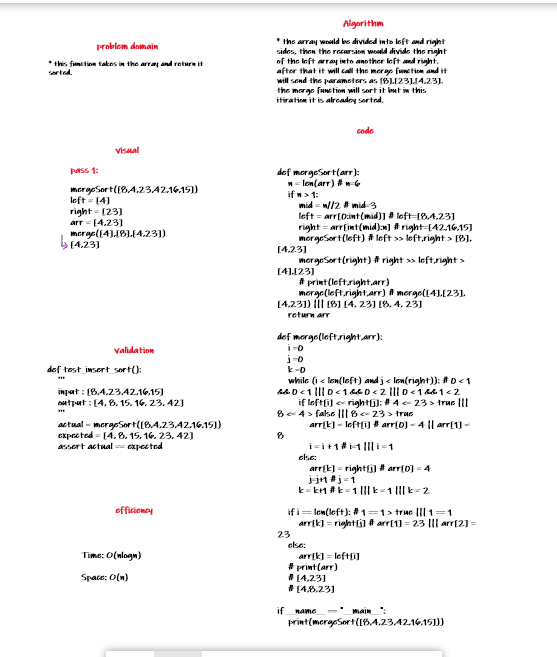 problem domain
* this function takes in the array and return it
sorted.
visual
pass 1:
mergeSort([8,4,23,42,16,15])
left = [4]
right = [23]
arr = [4,23]
merge([4],[8],[4,23])
[4,23]
validation
def test_insert_sort():
"""
input : [8,4,23,42,16,15]
output : [4, 8, 15, 16, 23, 42]
"""
actual = mergeSort([8,4,23,42,16,15])
expected = [4, 8, 15, 16, 23, 42]
assert actual == expected
efficiency
Time: O(nlogn)
Space: O(n)
Algorithm
* the array would be divided into left and right
sides, then the recursion would divide the right
of the left array into another left and right.
after that it will call the merge function and it
will send the parameters as [8],[23],[4,23].
the merge function will sort it but in this
itiration it is alreadey sorted.
code
def mergeSort(arr):
n = len(arr) # n=6
if n > 1:
mid = n//2 # mid=3
left = arr[0:int(mid)] # left=[8,4,23]
right = arr[int(mid):n] # right=[42,16,15]
mergeSort(left) # left >> left,right > [8],
[4,23]
mergeSort(right) # right >> left,right >
[4],[23]
# print(left,right,arr)
merge(left,right,arr) # merge([4],[23],
[4,23]) ||| [8] [4, 23] [8, 4, 23]
return arr
def merge(left,right,arr):
i =0
j =0
k =0
while (i < len(left) and j < len(right)): # 0 < 1
&& 0 < 1 ||| 0 < 1 && 0 < 2 ||| 0 < 1 && 1 < 2
if left[i] <= right[j]: # 4 <= 23 > true |||
8 <= 4 > false ||| 8 <= 23 > true
arr[k] = left[i] # arr[0] = 4 || arr[1] =
8
i = i + 1 # i=1 ||| i = 1
else:
arr[k] = right[j] # arr[0] = 4
j=j+1 # j = 1
k = k+1 # k = 1 ||| k = 1 ||| k = 2
if i == len(left): # 1 == 1 > true ||| 1 == 1
arr[k] = right[j] # arr[1] = 23 ||| arr[2] =
23
else:
arr[k] = left[i]
# print(arr)
# [4,23]
# [4,8,23]
if __name__ == "__main__":
print(mergeSort([8,4,23,42,16,15]))